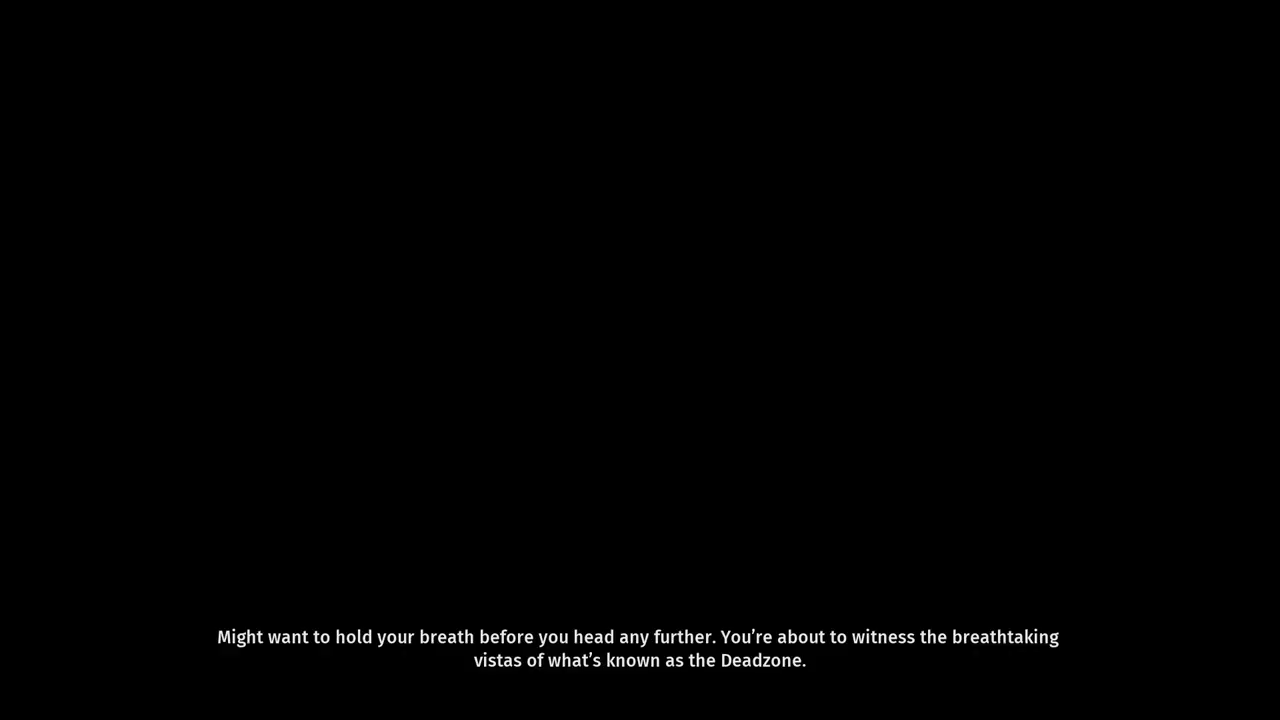 Might want to hold your breath before you head any further. You’re about to witness the breathtaking
vistas of what’s known as the Deadzone.